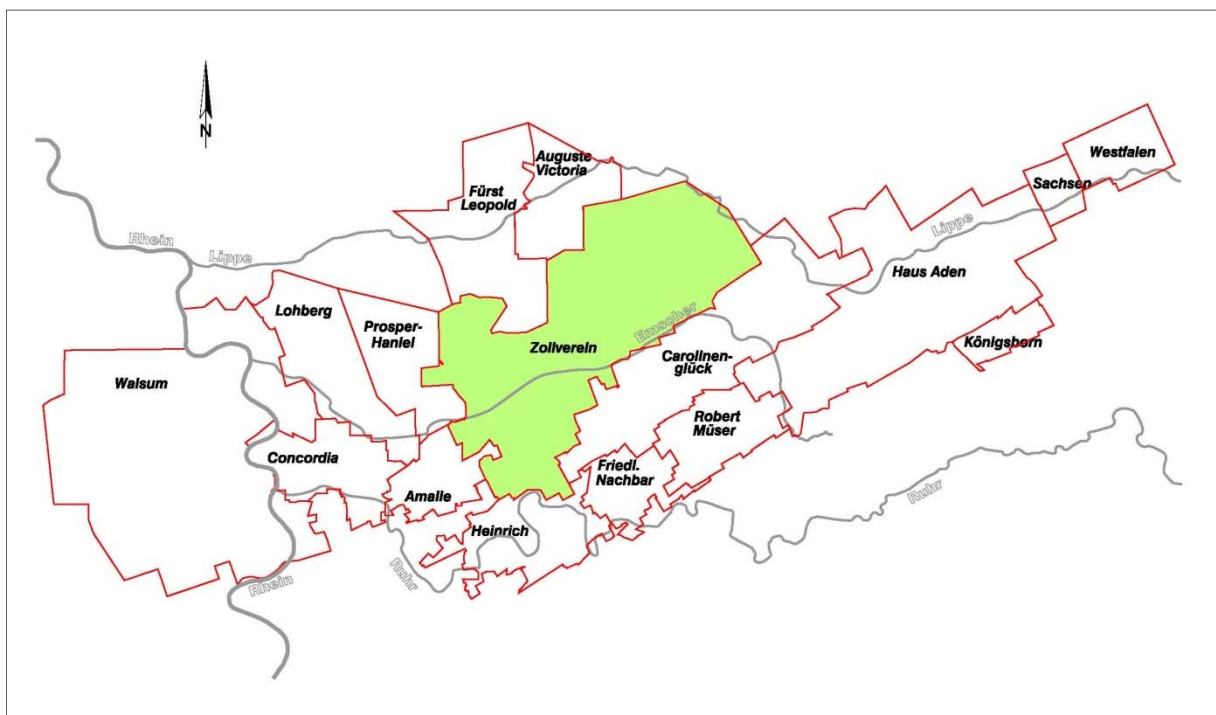 N
Auguste
Victoria
Westfalen
Sachsen
Fürst
Leopold
Lippe
Rhein
Lippe
Haus Aden
Lohberg
Prosper-
Haniel
Emscher
Zollverein
Königsborn
Carolinen-
glück
Walsum
Robert
Müser
Concordia
Friedl.
Nachbar
Amalie
Ruhr
Heinrich
Ruhr
Rhein